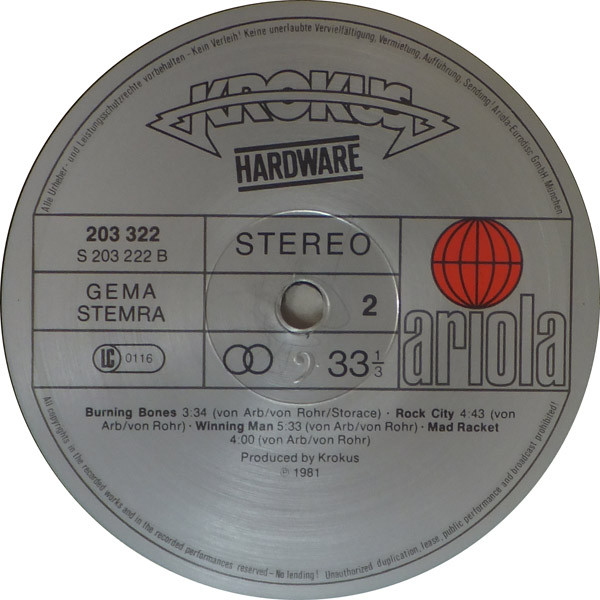 Alle Urheber- und Leistungsschutzrechte vorbehalten – Kein Verleih! Keine unerlaubte Vervielfältigung, Vermietung, Aufführung, Sendung! Ariola-Eurodisc GmbH, München
KROKUS
HARDWARE
203 322
S 203 222 B
STEREO
GEMA
STEMRA
2
LC 0116
33 1/3
ariola
Burning Bones 3:34 (von Arb/von Rohr/Storace) · Rock City 4:43 (von
Arb/von Rohr) · Winning Man 5:33 (von Arb/von Rohr) · Mad Racket
4:00 (von Arb/von Rohr)
Produced by Krokus
℗ 1981
All copyrights in the recorded works and in the recorded performances reserved – No lending! Unauthorized duplication, lease, public performance and broadcast prohibited!